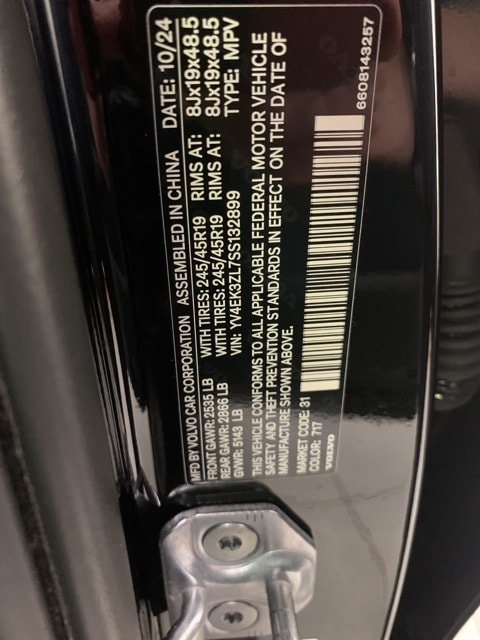 MFD BY VOLVO CAR CORPORATION ASSEMBLED IN CHINA DATE: 10/24
FRONT GAWR: 2535 LB WITH TIRES: 245/45R19 RIMS AT: 8Jx19x48.5
REAR GAWR: 2866 LB WITH TIRES: 245/45R19 RIMS AT: 8Jx19x48.5
GVWR: 5143 LB VIN: YV4EK3ZL7SS132899 TYPE: MPV
THIS VEHICLE CONFORMS TO ALL APPLICABLE FEDERAL MOTOR VEHICLE
SAFETY AND THEFT PREVENTION STANDARDS IN EFFECT ON THE DATE OF
MANUFACTURE SHOWN ABOVE.
MARKET CODE: 31
COLOR: 717
VOLVO
6608143257